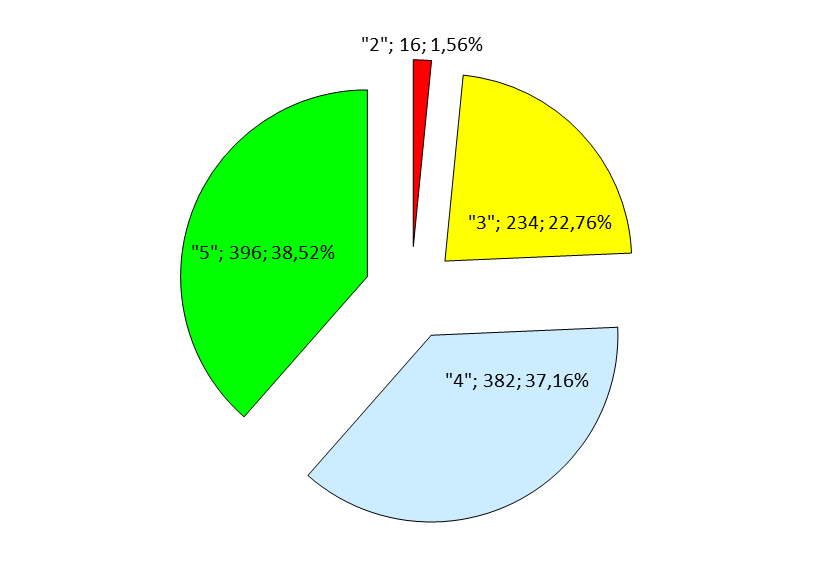 "2"; 16; 1,56%
"3"; 234; 22,76%
"5"; 396; 38,52%
"4"; 382; 37,16%